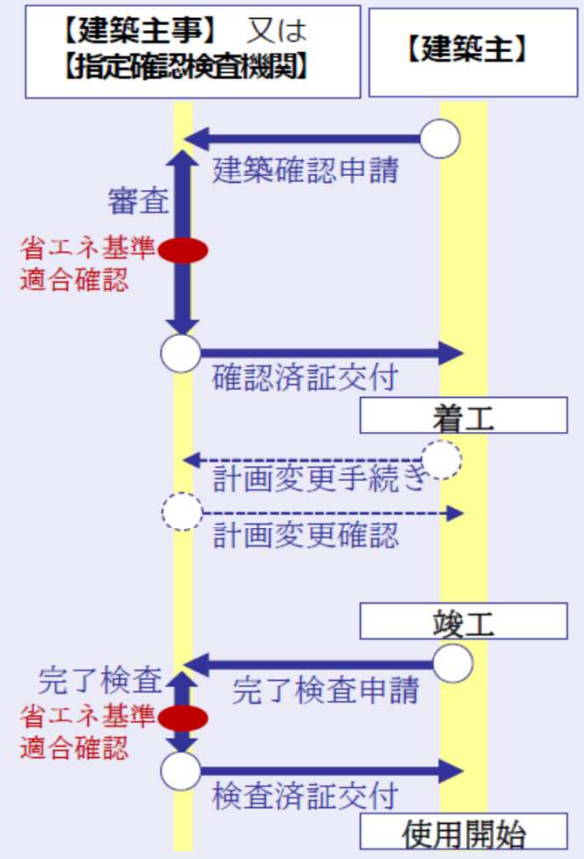 【建築主事】 又は
【指定確認検査機関】
【建築主】
建築確認申請
審査
省エネ基準
適合確認
確認済証交付
着工
計画変更手続き
計画変更確認
竣工
完了検査申請
完了検査
省エネ基準
適合確認
検査済証交付
使用開始